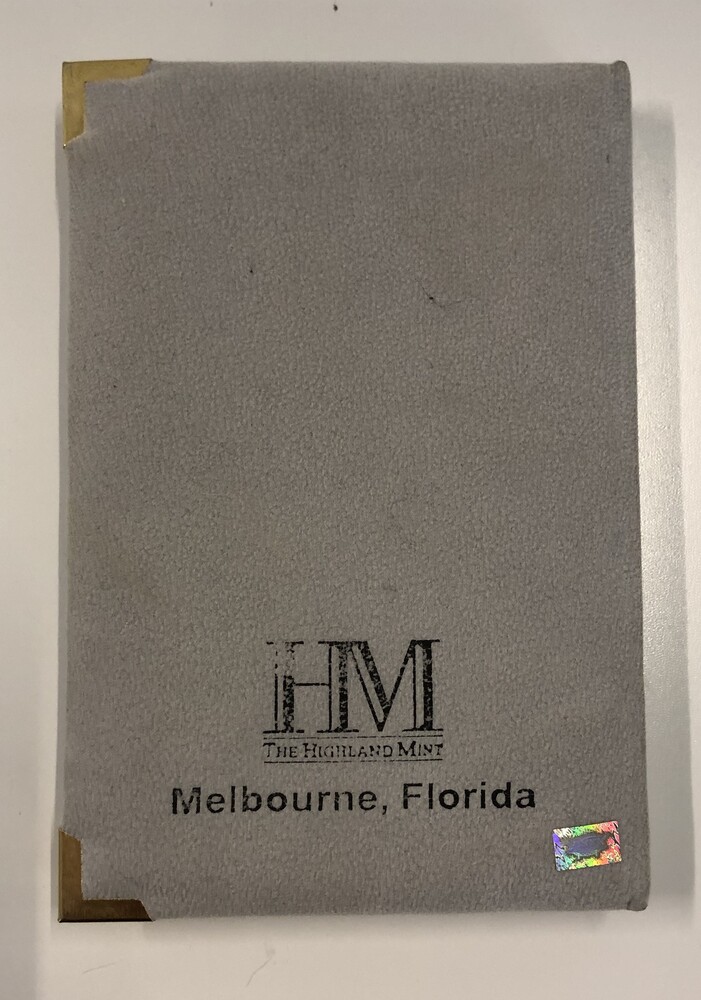 HM
THE HIGHLAND MINT
Melbourne, Florida